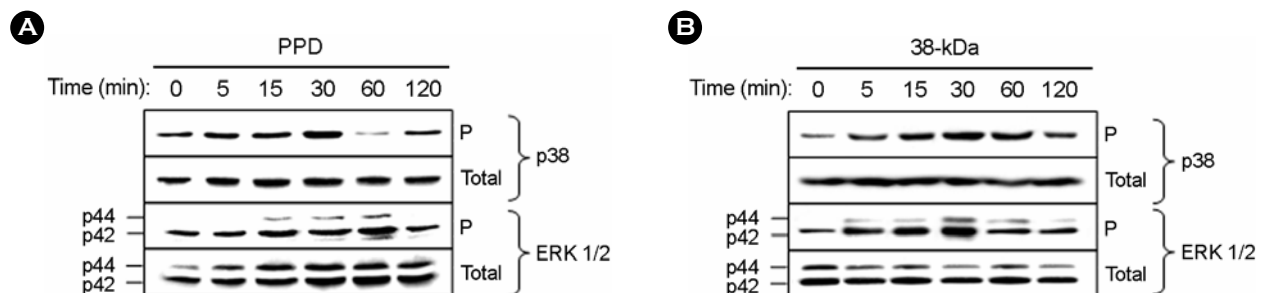 A
PPD
Time (min): 0 5 15 30 60 120
P
p38
Total
p44
p42
P
ERK 1/2
p44
p42
Total
B
38-kDa
Time (min): 0 5 15 30 60 120
P
p38
Total
p44
p42
P
ERK 1/2
p44
p42
Total